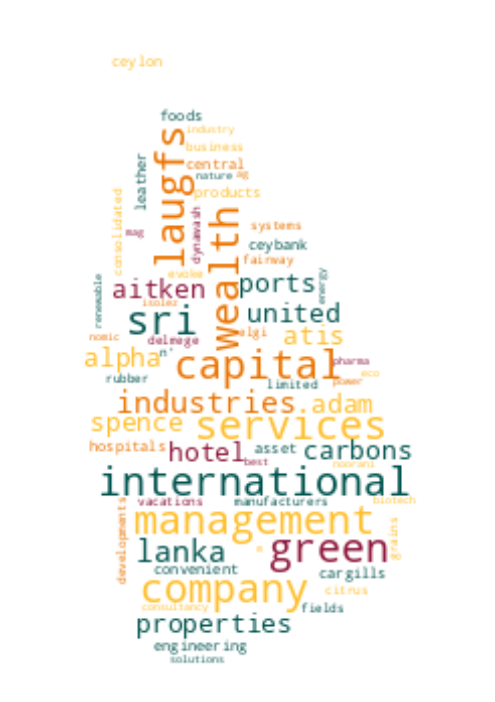 ceylon
foods
industry
laugfs
business
leather
central
nature
ag
products
consolidated
wealth
dynawash
mag
systems
ceybank
fairway
evoke
energy
renewable
aitken
ports
isolez
sri
united
nomic
delmege
elgi
atis
n'
alpha
capital
pharma
eco
rubber
limited
power
industries.
adam
spence
services
hospitals
hotel
asset
carbons
best
noorani
international
vacations
manufacturers
biotech
developments
management
grains
lanka
green
convenient
cargills
company
citrus
consultancy
fields
properties
engineering
solutions